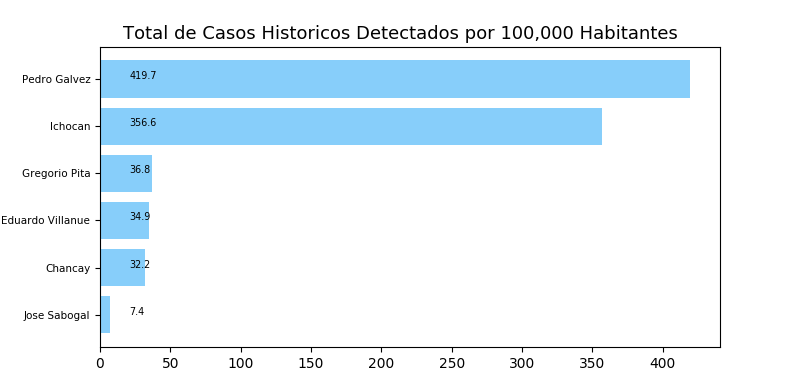 Total de Casos Historicos Detectados por 100,000 Habitantes
Pedro Galvez 419.7
Ichocan 356.6
Gregorio Pita 36.8
Eduardo Villanue 34.9
Chancay 32.2
Jose Sabogal 7.4
0 50 100 150 200 250 300 350 400